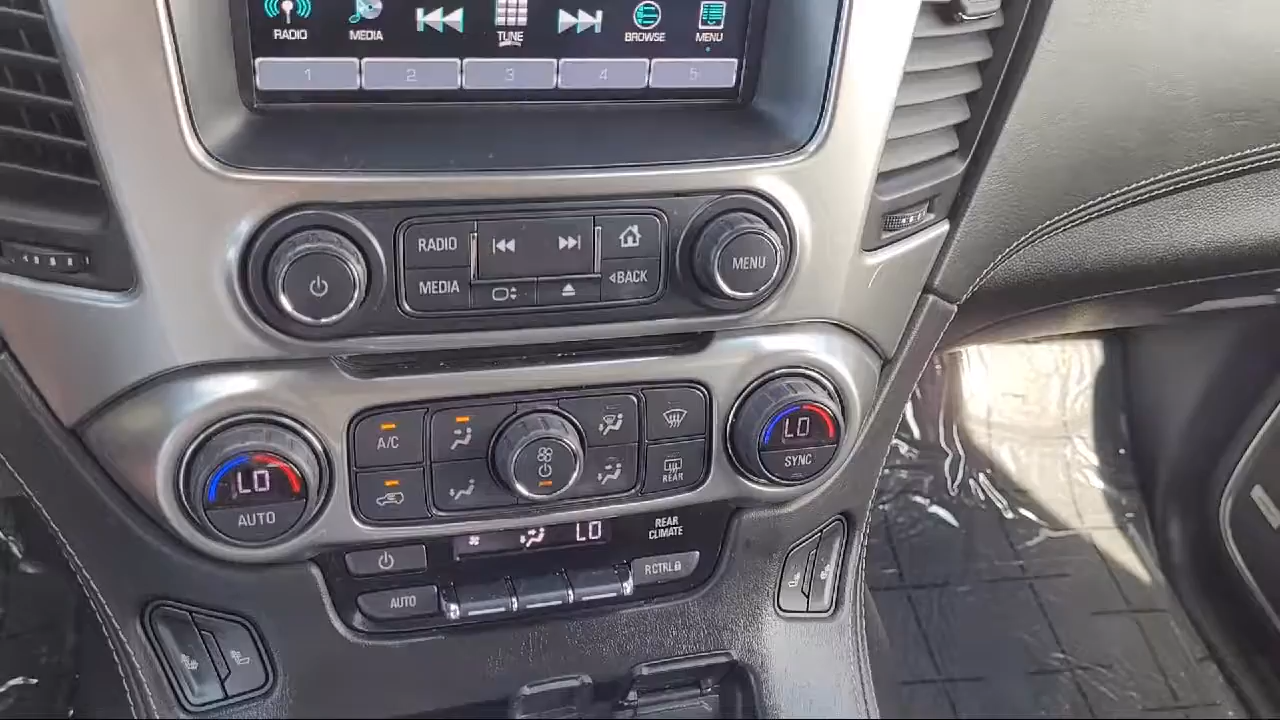 RADIO MEDIA TUNE BROWSE MENU
1 2 3 4 5
RADIO
MEDIA
BACK
MENU
A/C
REAR
LO
AUTO
LO
SYNC
LO
REAR
CLIMATE
AUTO
RCTRL